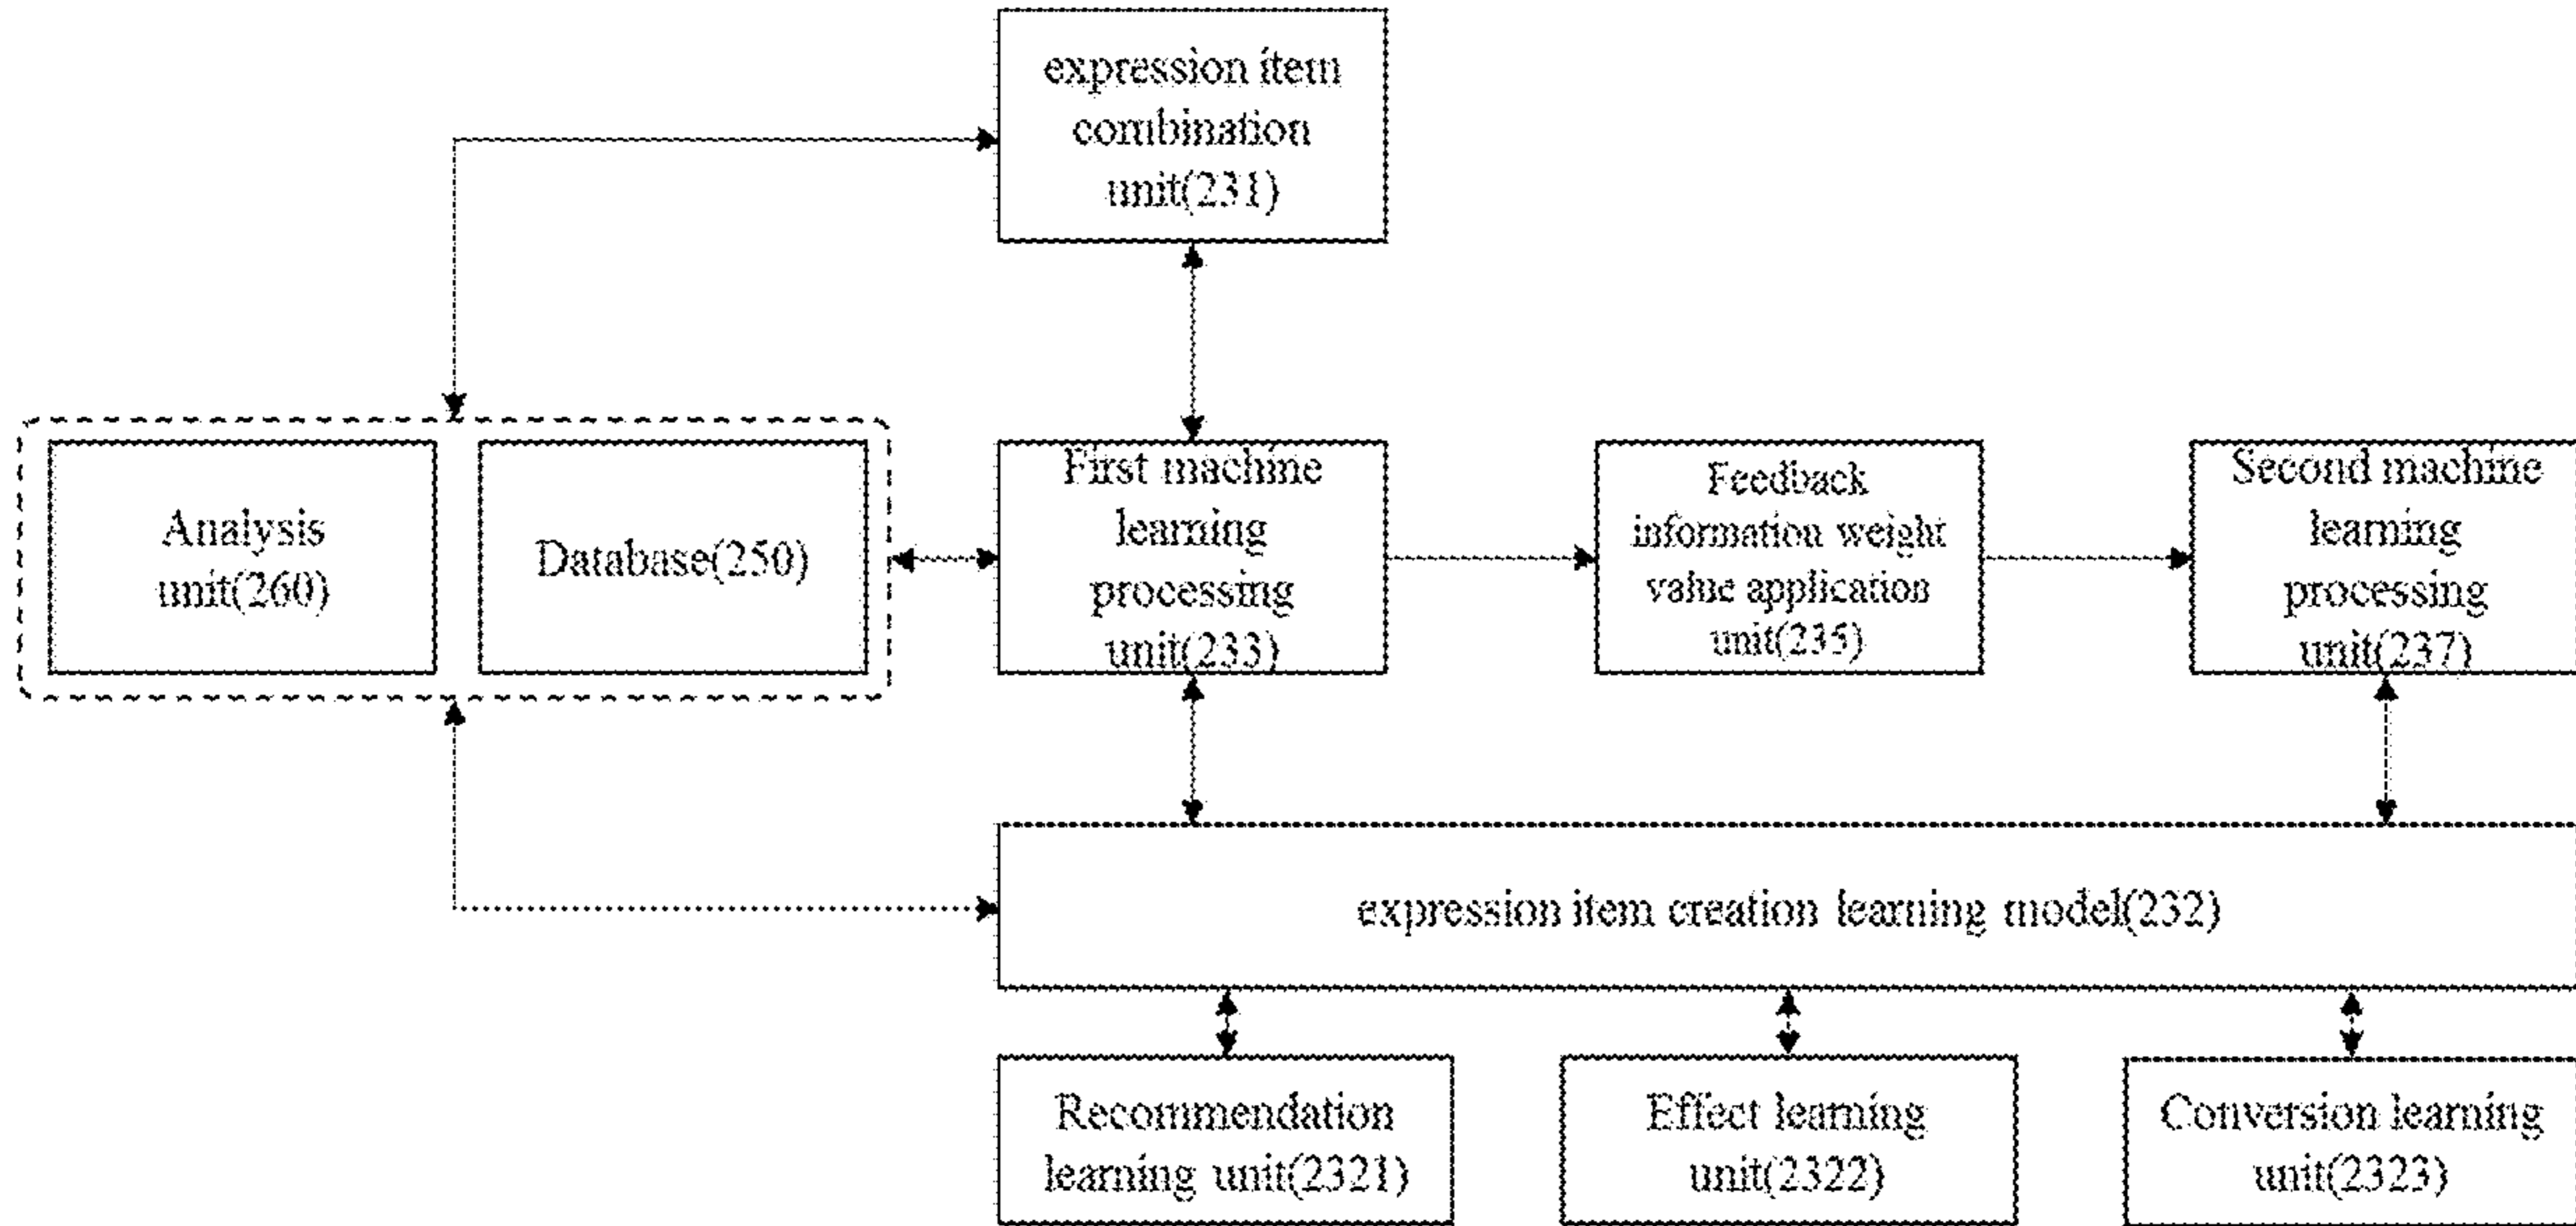 expression item
combination
unit(231)
Analysis
unit(260)
Database(250)
First machine
learning
processing
unit(233)
Feedback
information weight
value application
unit(235)
Second machine
learning
processing
unit(237)
expression item creation learning model(232)
Recommendation
learning unit(2321)
Effect learning
unit(2322)
Conversion learning
unit(2323)